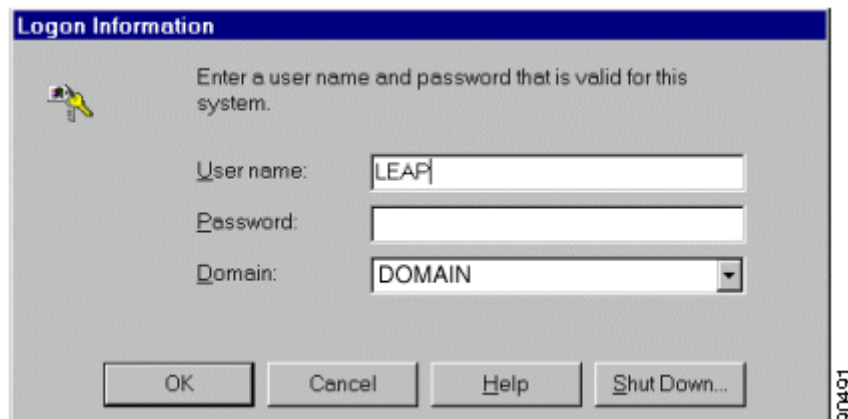 Logon Information
Enter a user name and password that is valid for this
system.
User name: LEAP
Password:
Domain: DOMAIN
OK Cancel Help Shut Down...